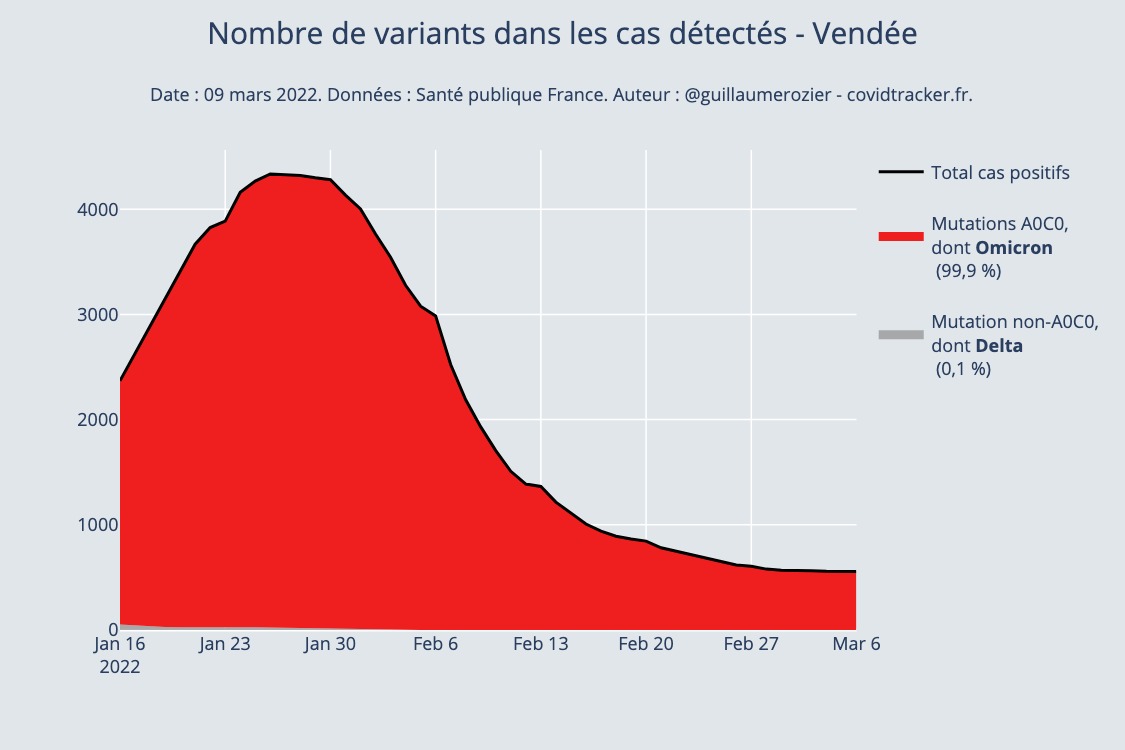 Nombre de variants dans les cas détectés - Vendée
Date : 09 mars 2022. Données : Santé publique France. Auteur : @guillaumerozier - covidtracker.fr.
Total cas positifs
Mutations A0C0,
dont Omicron
(99,9 %)
Mutation non-A0C0,
dont Delta
(0,1 %)
4000
3000
2000
1000
0
Jan 16
2022
Jan 23
Jan 30
Feb 6
Feb 13
Feb 20
Feb 27
Mar 6